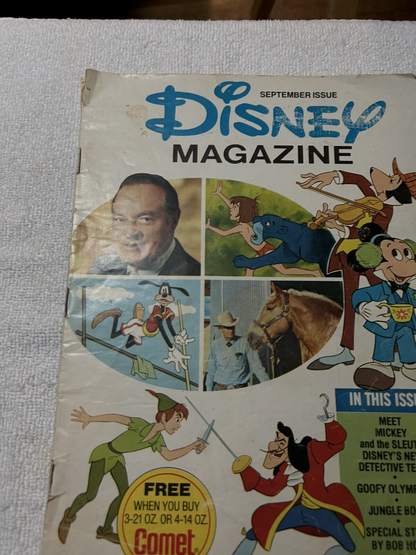 SEPTEMBER ISSUE
DISNEY
MAGAZINE
IN THIS ISSU
MEET
MICKEY
and the SLEUT
DISNEY'S NE
DETECTIVE TE
• GOOFY OLYMP
• JUNGLE BO
• SPECIAL ST
BY BOB HO
FREE
WHEN YOU BUY
3-21 OZ. OR 4-14 OZ.
Comet